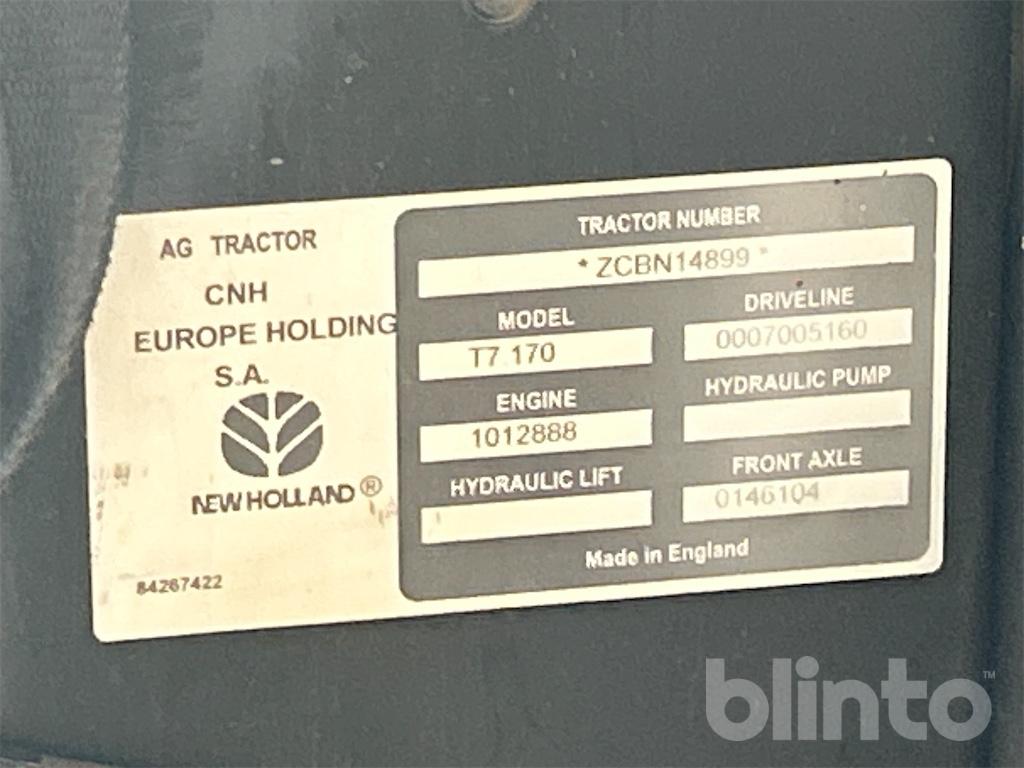 AG TRACTOR
CNH
EUROPE HOLDING
S.A.
NEW HOLLAND ®
84267422
TRACTOR NUMBER
* ZCBN14899 *
MODEL
T7.170
DRIVELINE
0007005160
ENGINE
1012888
HYDRAULIC PUMP
HYDRAULIC LIFT
FRONT AXLE
0146104
Made in England
blinto™